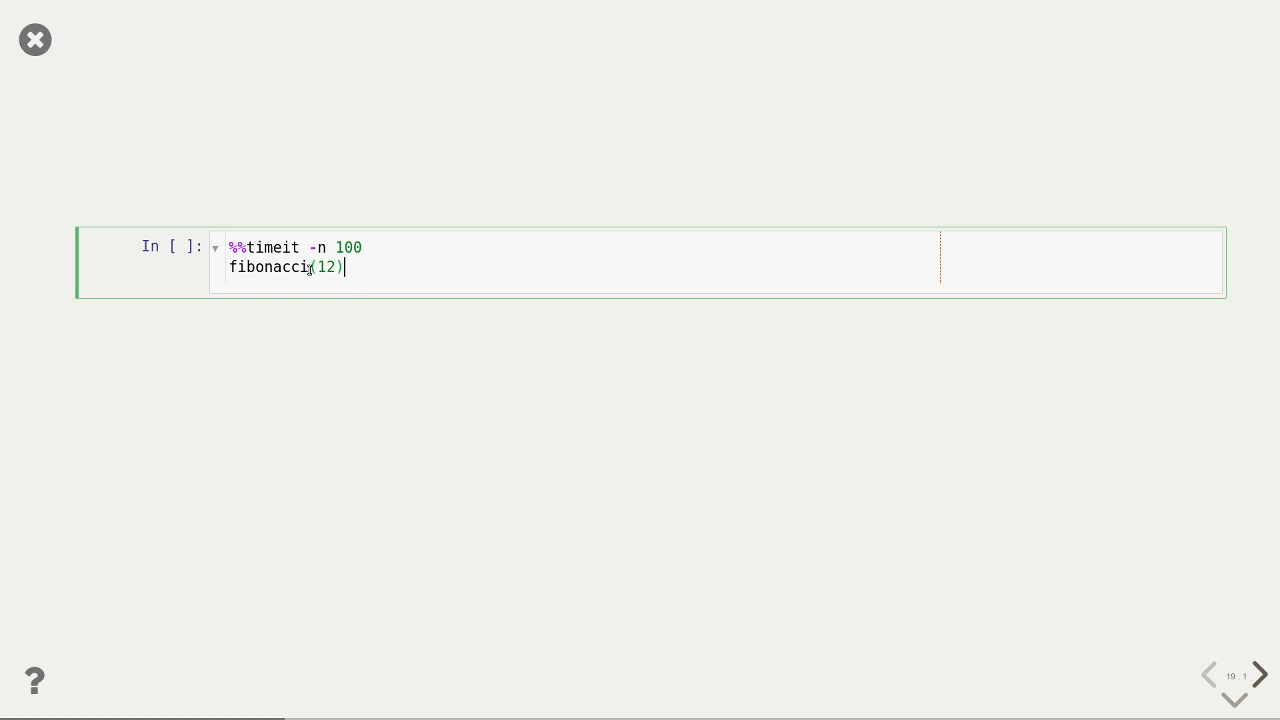 In [ ]: %%timeit -n 100
fibonacci(12)
?
19.1